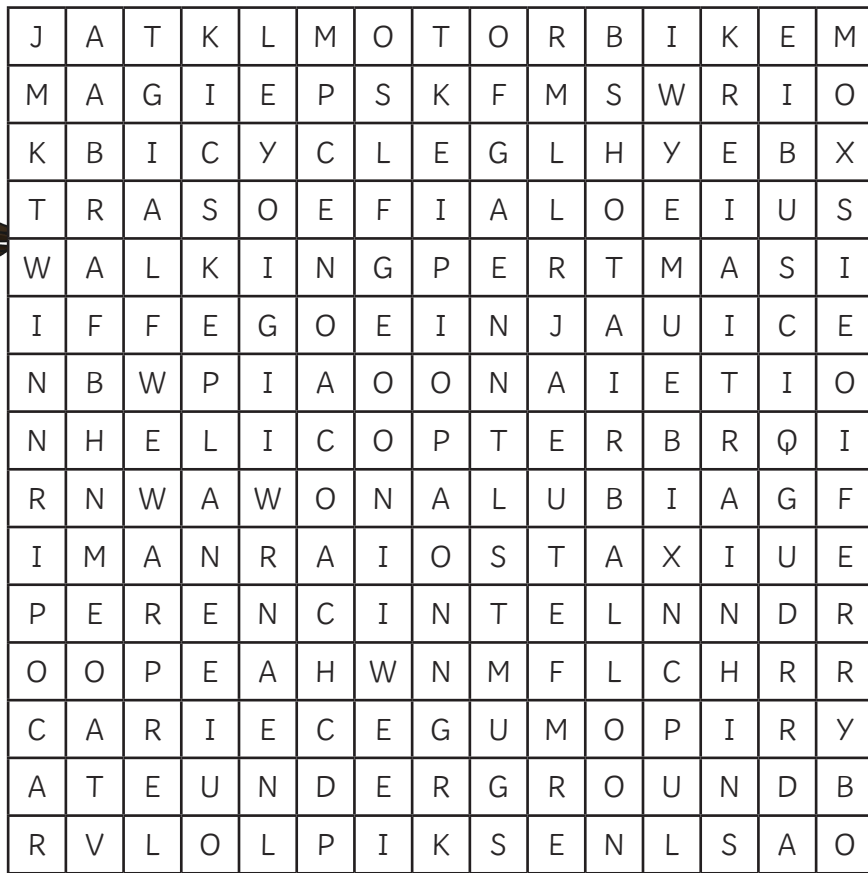 J A T K L M O T O R B I K E M
M A G I E P S K F M S W R I O
K B I C Y C L E G L H Y E B X
T R A S O E F I A L O E I U S
W A L K I N G P E R T M A S I
I F F E G O E I N J A U I C E
N B W P I A O O N A I E T I O
N H E L I C O P T E R B R Q I
R N W A W O N A L U B I A G F
I M A N R A I O S T A X I U E
P E R E N C I N T E L N N D R
O O P E A H W N M F L C H R R
C A R I E C E G U M O P I R Y
A T E U N D E R G R O U N D B
R V L O L P I K S E N L S A O